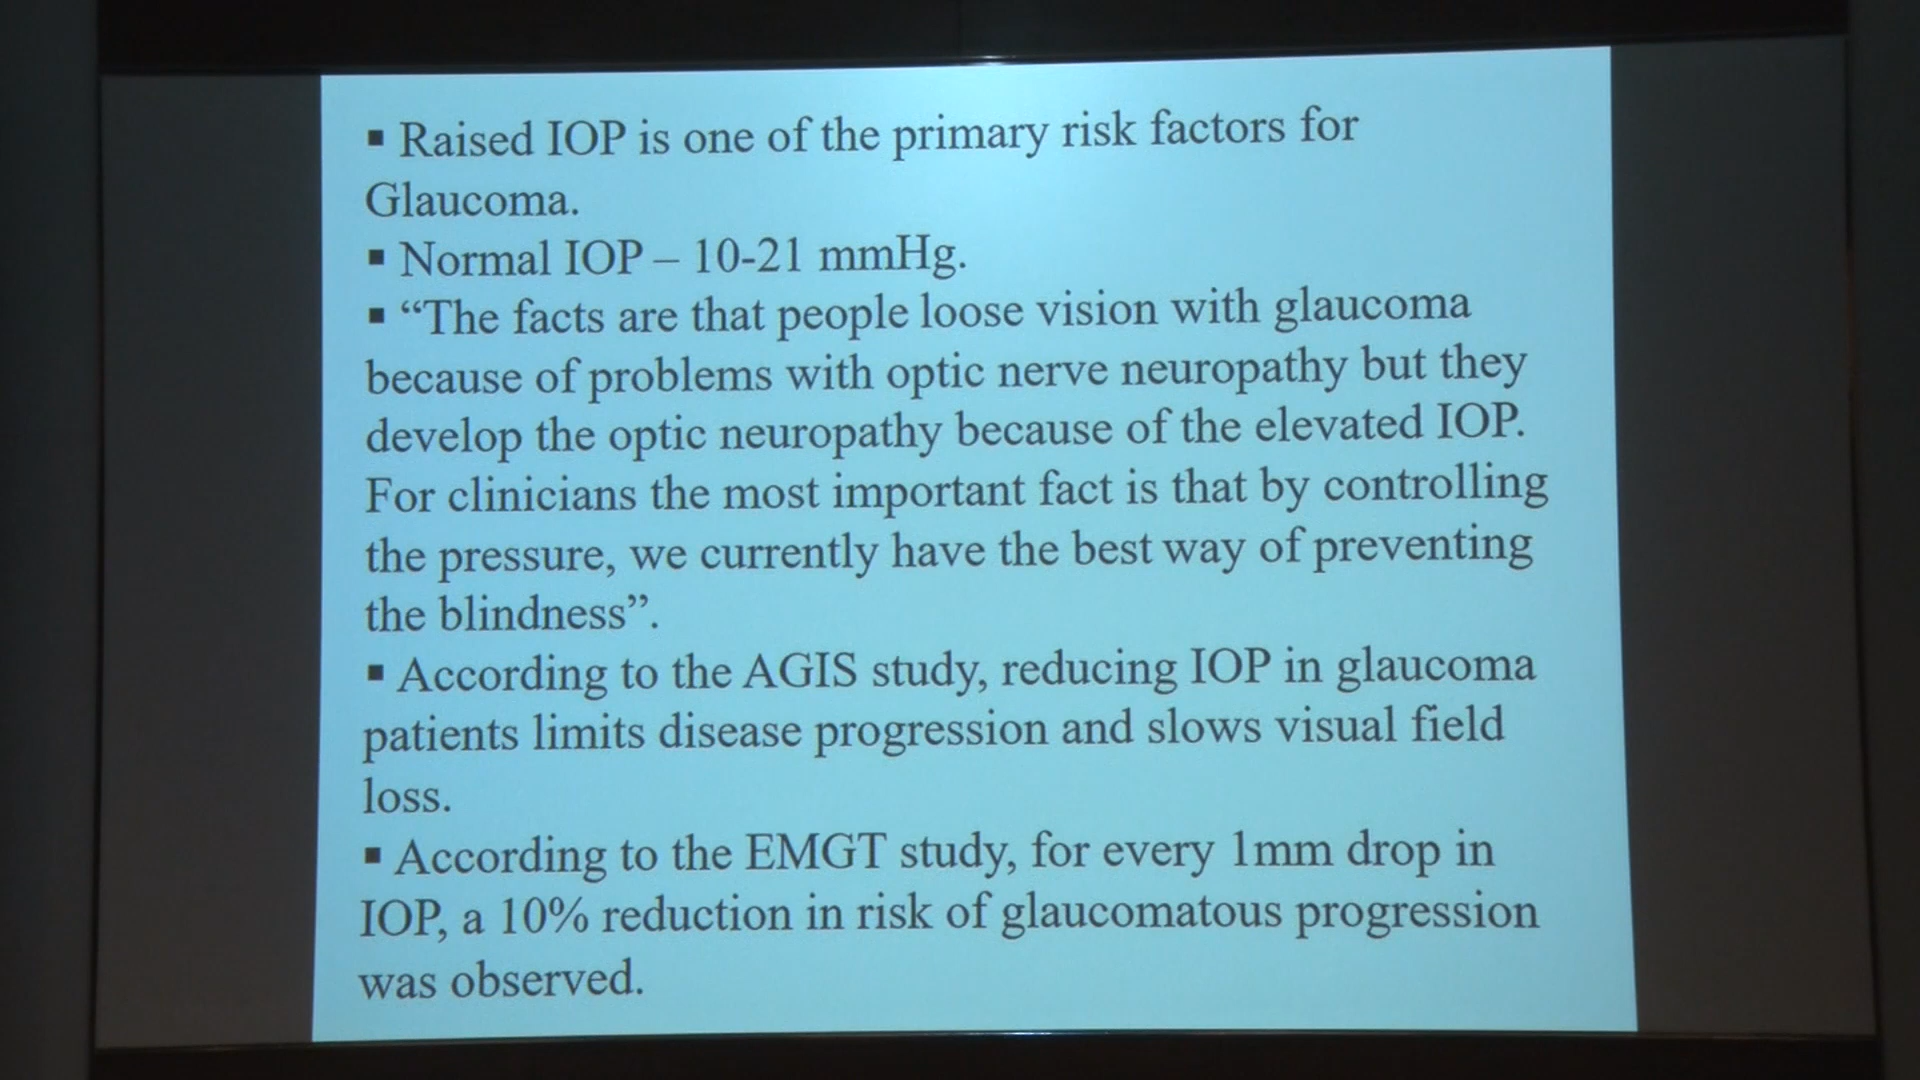 ▪ Raised IOP is one of the primary risk factors for
Glaucoma.
▪ Normal IOP – 10-21 mmHg.
▪ “The facts are that people loose vision with glaucoma
because of problems with optic nerve neuropathy but they
develop the optic neuropathy because of the elevated IOP.
For clinicians the most important fact is that by controlling
the pressure, we currently have the best way of preventing
the blindness”.
▪ According to the AGIS study, reducing IOP in glaucoma
patients limits disease progression and slows visual field
loss.
▪ According to the EMGT study, for every 1mm drop in
IOP, a 10% reduction in risk of glaucomatous progression
was observed.